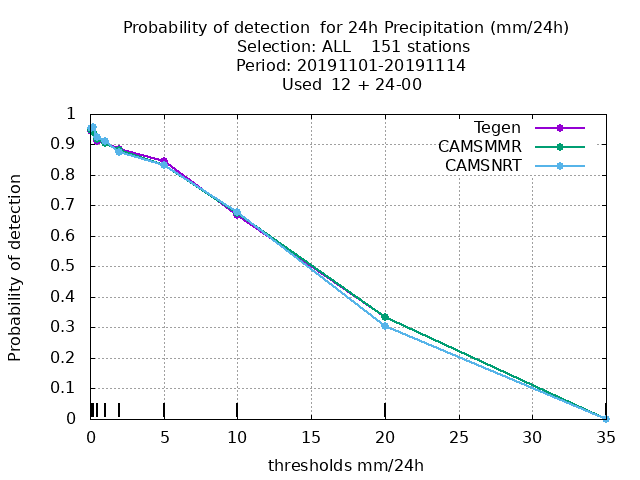 Probability of detection  for 24h Precipitation (mm/24h)
Selection: ALL    151 stations
Period: 20191101-20191114
Used  12 + 24-00
Tegen
CAMSMMR
CAMSNRT
Probability of detection
1
0.9
0.8
0.7
0.6
0.5
0.4
0.3
0.2
0.1
0
0 5 10 15 20 25 30 35
thresholds mm/24h